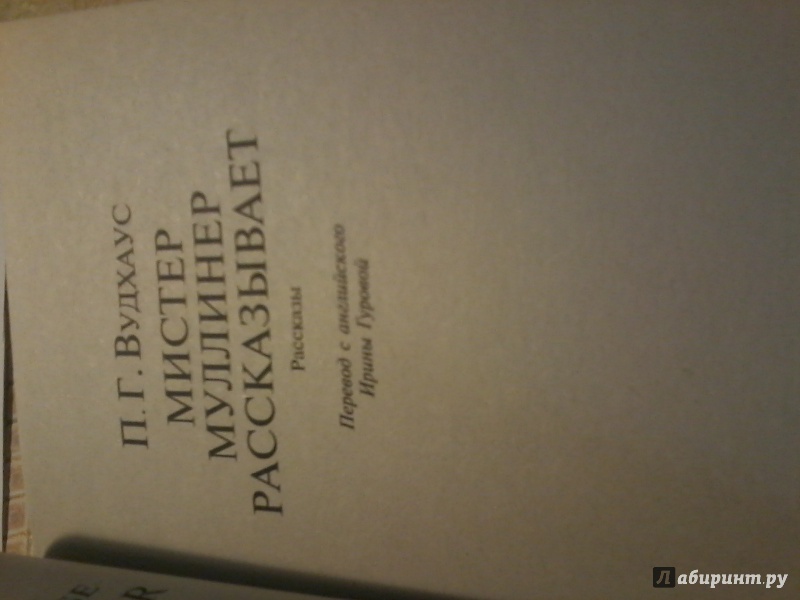 П. Г. ВУДХАУС
МИСТЕР
МУЛЛИНЕР
РАССКАЗЫВАЕТ
Рассказы
Перевод с английского
Ирины Гуровой
Лабиринт.ру